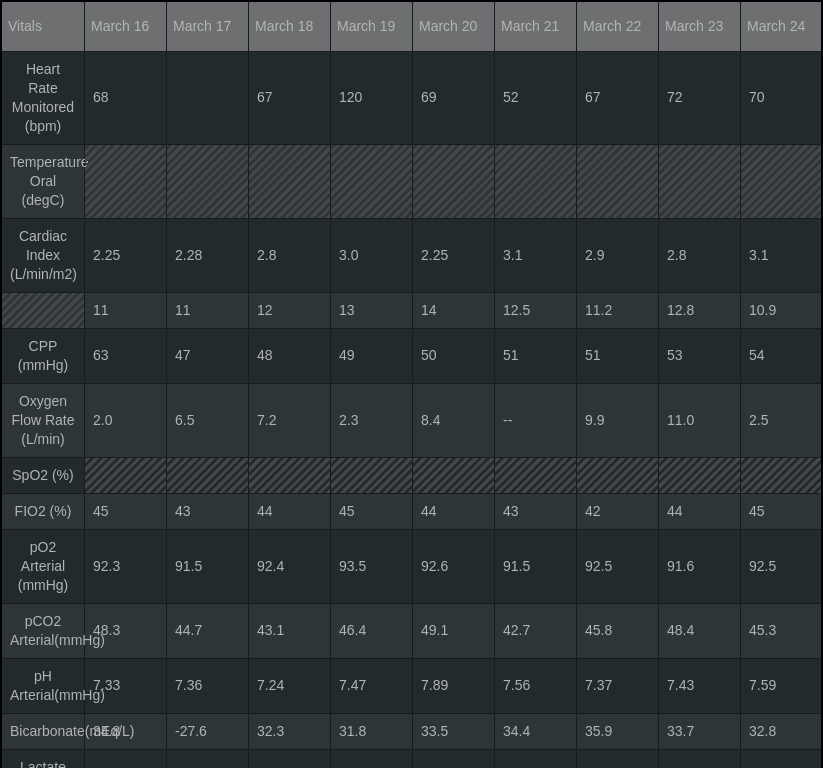 Vitals March 16 March 17 March 18 March 19 March 20 March 21 March 22 March 23 March 24
Heart
Rate
Monitored
(bpm)
68 67 120 69 52 67 72 70
Temperature
Oral
(degC)
Cardiac
Index
(L/min/m2)
2.25 2.28 2.8 3.0 2.25 3.1 2.9 2.8 3.1
11 11 12 13 14 12.5 11.2 12.8 10.9
CPP
(mmHg)
63 47 48 49 50 51 51 53 54
Oxygen
Flow Rate
(L/min)
2.0 6.5 7.2 2.3 8.4 -- 9.9 11.0 2.5
SpO2 (%)
FIO2 (%) 45 43 44 45 44 43 42 44 45
pO2
Arterial
(mmHg)
92.3 91.5 92.4 93.5 92.6 91.5 92.5 91.6 92.5
pCO2
Arterial(mmHg)
48.3 44.7 43.1 46.4 49.1 42.7 45.8 48.4 45.3
pH
Arterial(mmHg)
7.33 7.36 7.24 7.47 7.89 7.56 7.37 7.43 7.59
Bicarbonate(mEq/L) -27.6 32.3 31.8 33.5 34.4 35.9 33.7 32.8
Lactate